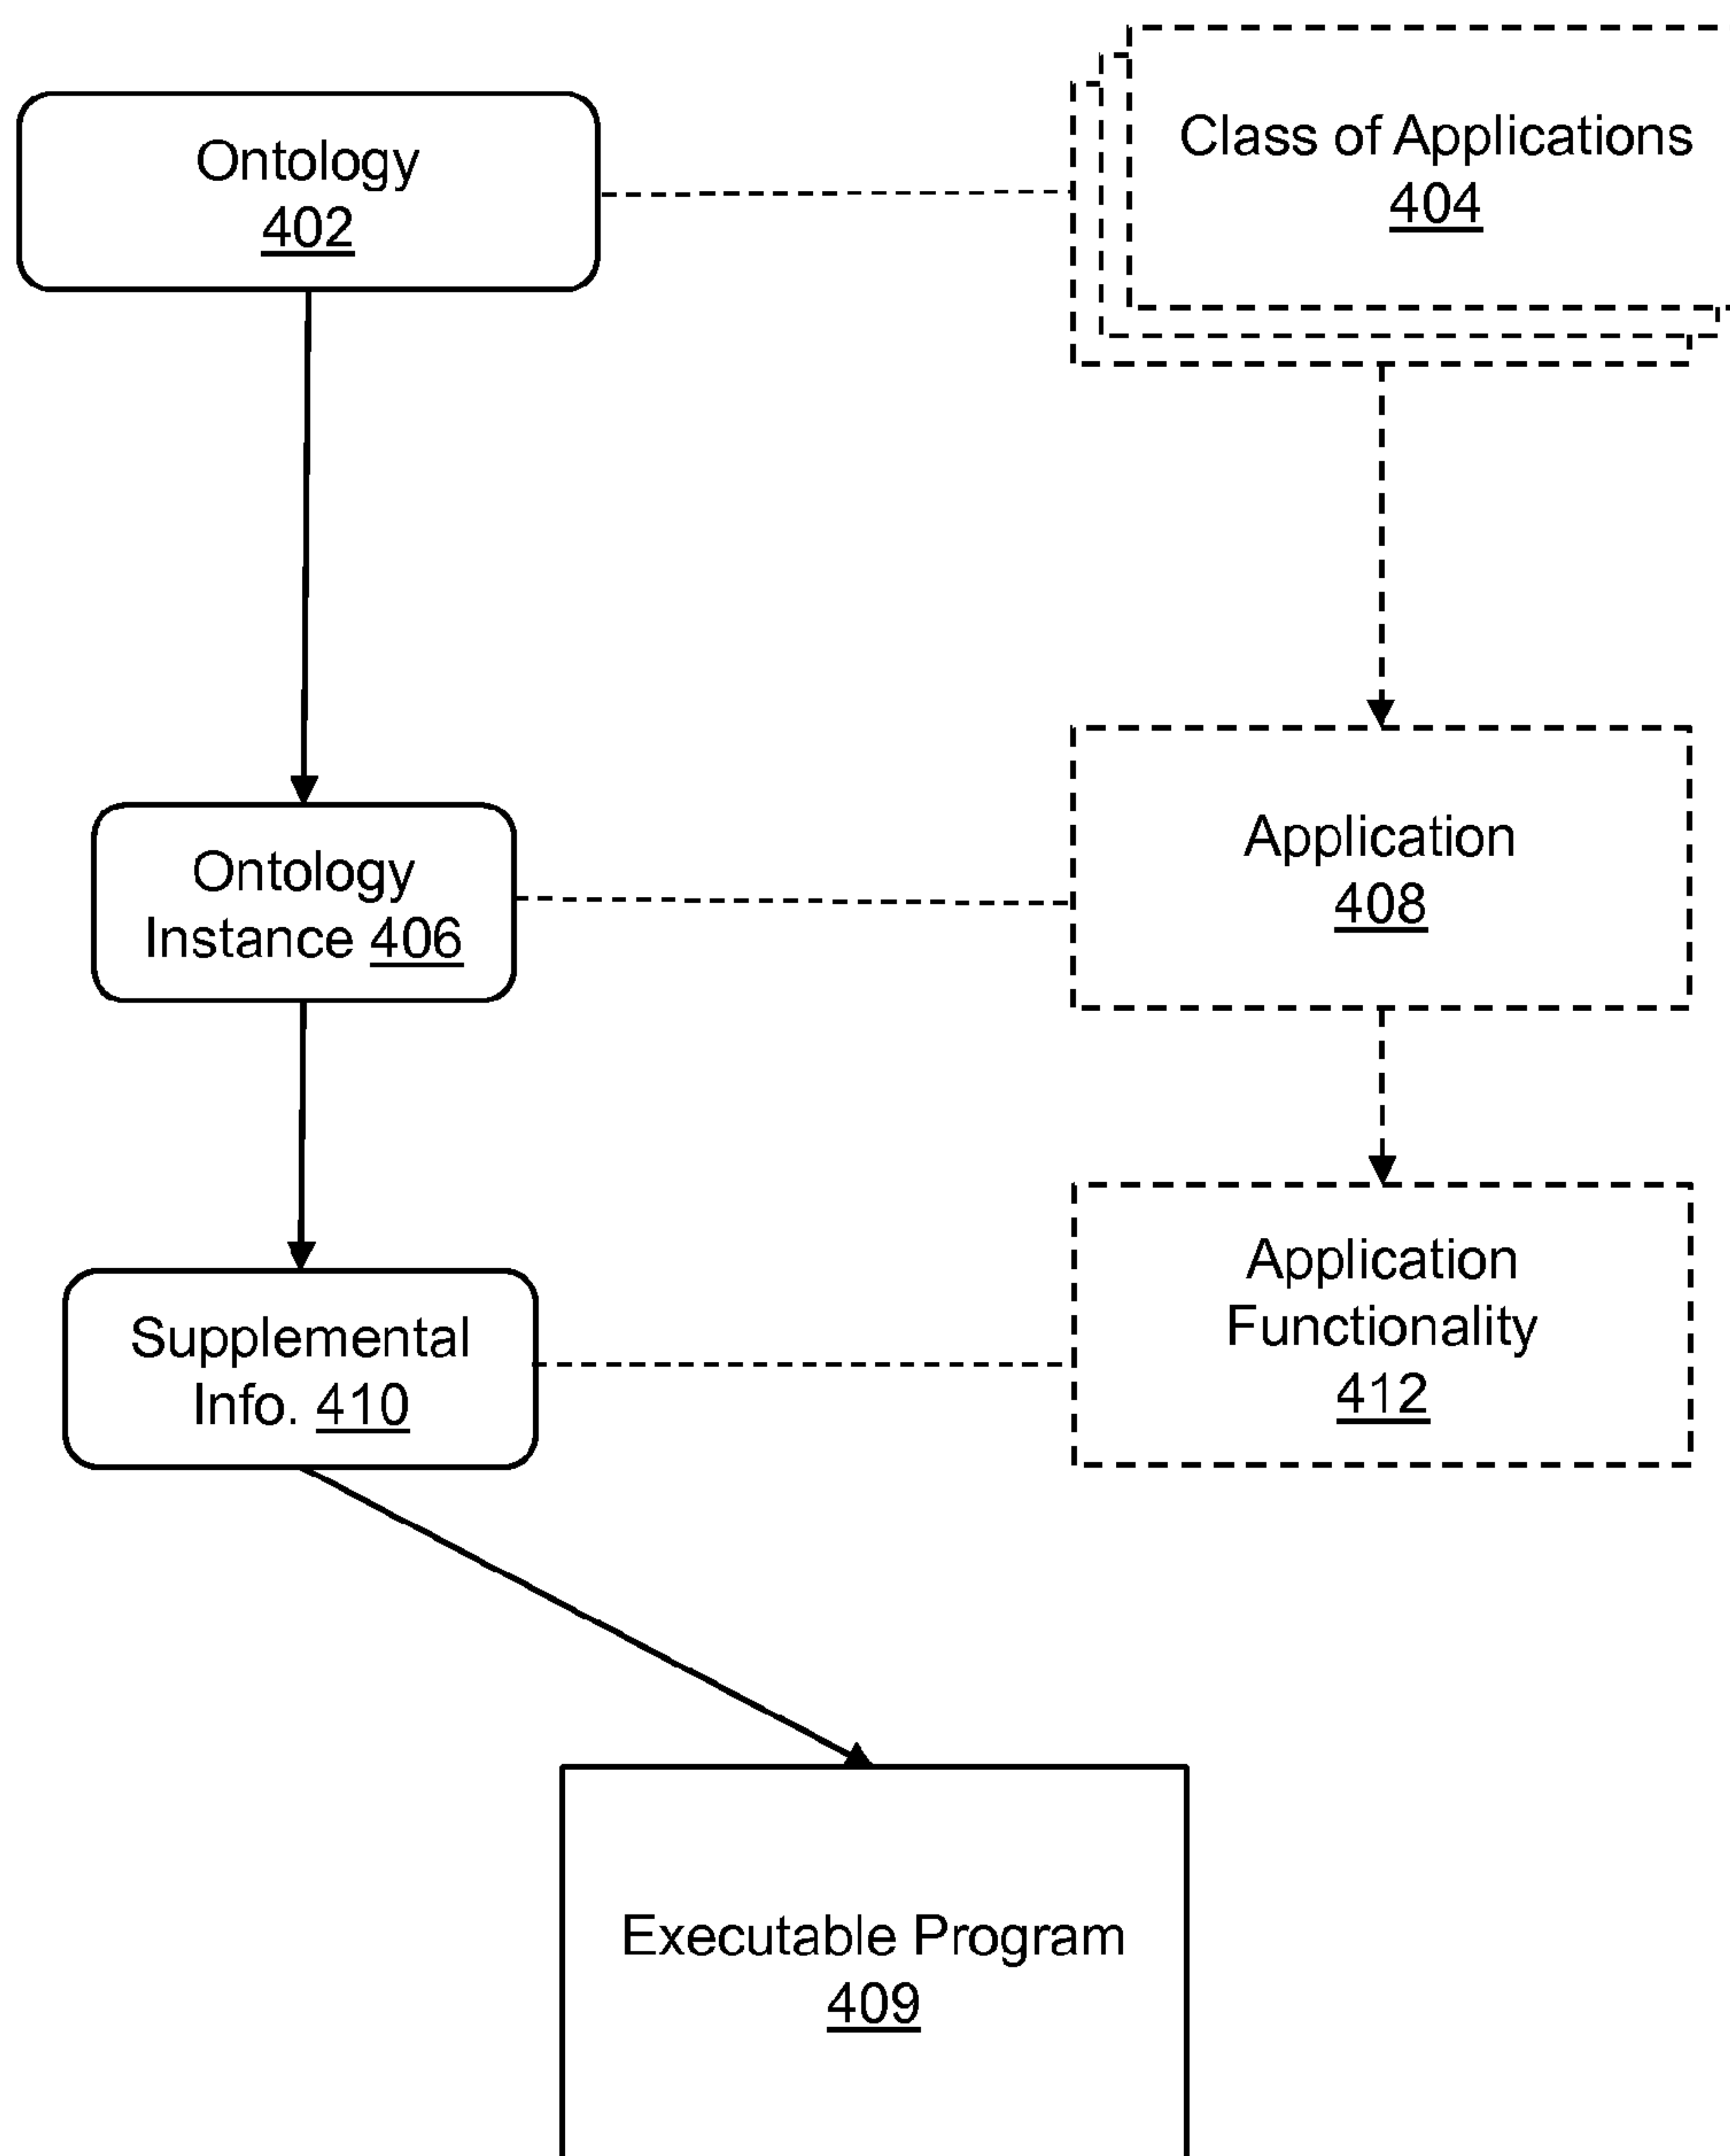 Ontology
402
Class of Applications
404
Ontology
Instance 406
Application
408
Supplemental
Info. 410
Application
Functionality
412
Executable Program
409